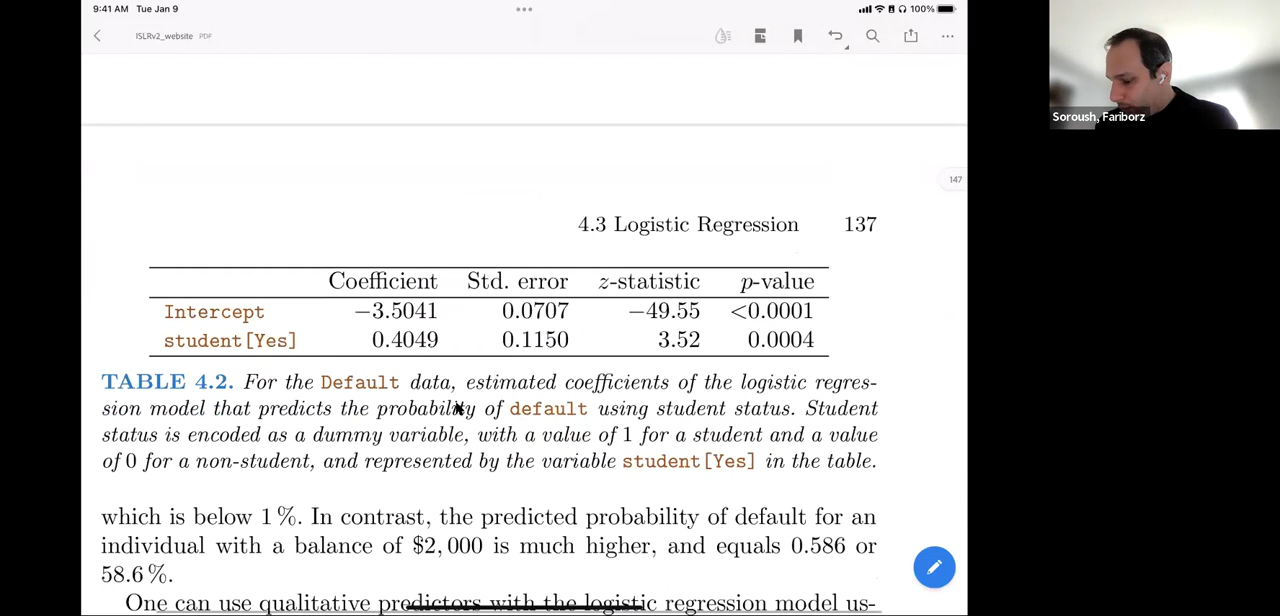 9:41 AM Tue Jan 9
100%
ISLRv2_website PDF
Soroush, Fariborz
147
4.3 Logistic Regression 137
Coefficient Std. error z-statistic p-value
Intercept −3.5041 0.0707 −49.55 <0.0001
student[Yes] 0.4049 0.1150 3.52 0.0004
TABLE 4.2. For the Default data, estimated coefficients of the logistic regres-
sion model that predicts the probability of default using student status. Student
status is encoded as a dummy variable, with a value of 1 for a student and a value
of 0 for a non-student, and represented by the variable student[Yes] in the table.
which is below 1 %. In contrast, the predicted probability of default for an
individual with a balance of $2, 000 is much higher, and equals 0.586 or
58.6 %.
One can use qualitative predictors with the logistic regression model us-